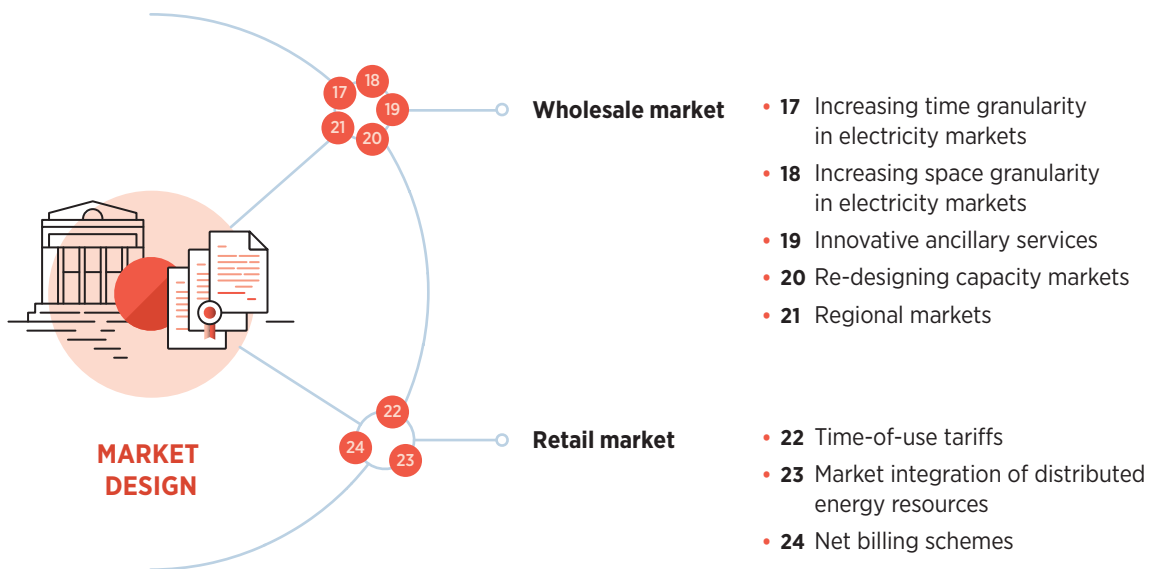 17
18
19
20
21
Wholesale market
• 17 Increasing time granularity
in electricity markets
• 18 Increasing space granularity
in electricity markets
• 19 Innovative ancillary services
• 20 Re-designing capacity markets
• 21 Regional markets
MARKET
DESIGN
22
23
24
Retail market
• 22 Time-of-use tariffs
• 23 Market integration of distributed
energy resources
• 24 Net billing schemes